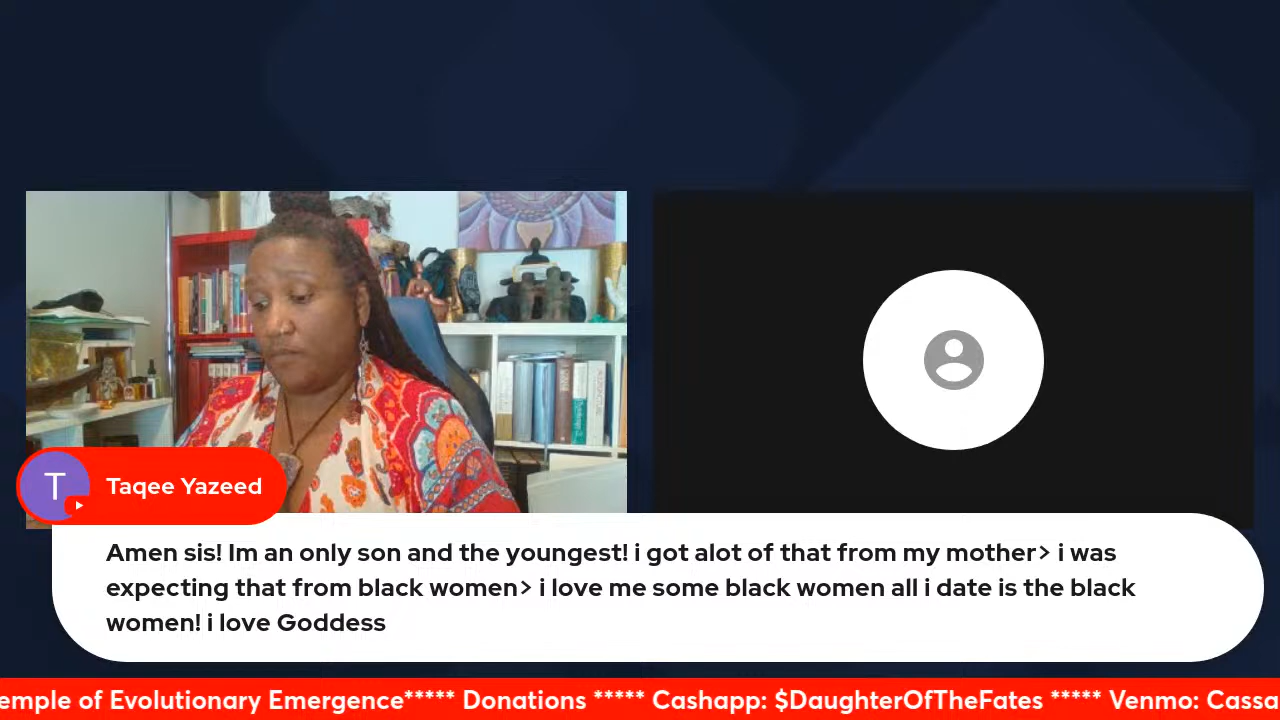 T
Taqee Yazeed
Amen sis! Im an only son and the youngest! i got alot of that from my mother> i was
expecting that from black women> i love me some black women all i date is the black
women! i love Goddess
emple of Evolutionary Emergence***** Donations ***** Cashapp: $DaughterOfTheFates ***** Venmo: Cassa